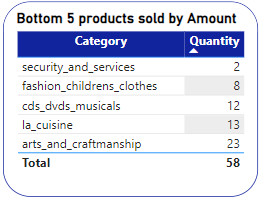 Bottom 5 products sold by Amount
Category Quantity
security_and_services 2
fashion_childrens_clothes 8
cds_dvds_musicals 12
la_cuisine 13
arts_and_craftmanship 23
Total 58